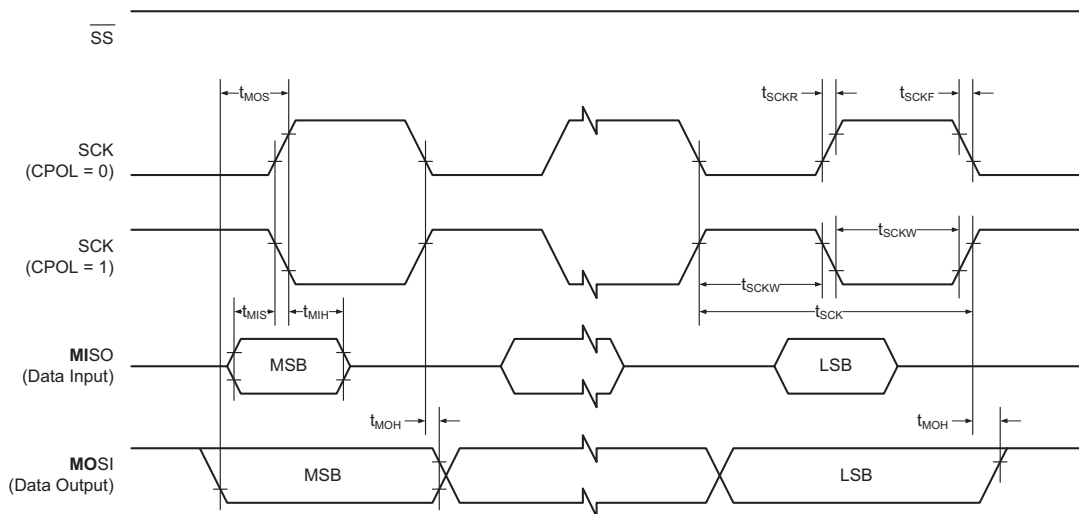 SS
tMOS
tSCKR
tSCKF
SCK
(CPOL = 0)
SCK
(CPOL = 1)
tSCKW
tSCKW
tSCK
tMIS
tMIH
MISO
(Data Input)
MSB
LSB
tMOH
tMOH
MOSI
(Data Output)
MSB
LSB